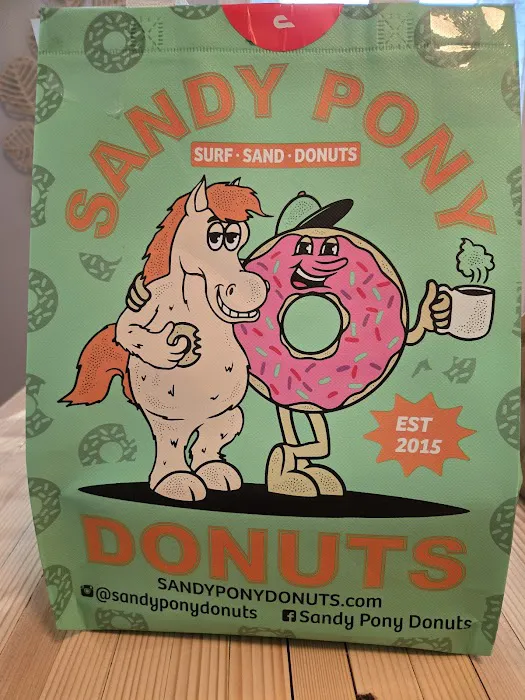 SANDY PONY
SURF · SAND · DONUTS
EST
2015
DONUTS
SANDYPONYDONUTS.com
@sandyponydonuts
Sandy Pony Donuts